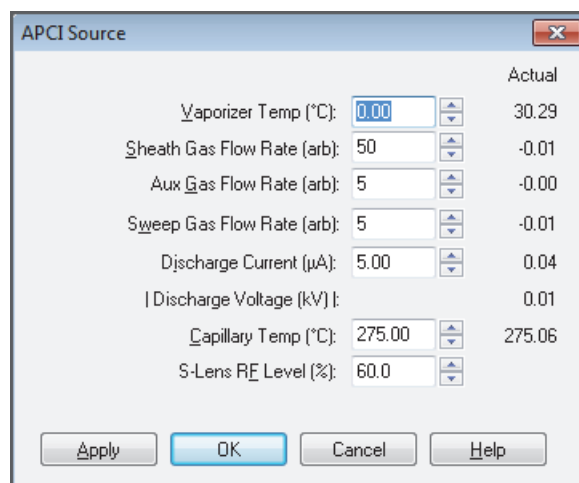 APCI Source
Actual
Vaporizer Temp (°C): 0.00 30.29
Sheath Gas Flow Rate (arb): 50 -0.01
Aux Gas Flow Rate (arb): 5 -0.00
Sweep Gas Flow Rate (arb): 5 -0.01
Discharge Current (µA): 5.00 0.04
| Discharge Voltage (kV) |: 0.01
Capillary Temp (°C): 275.00 275.06
S-Lens RF Level (%): 60.0
Apply OK Cancel Help